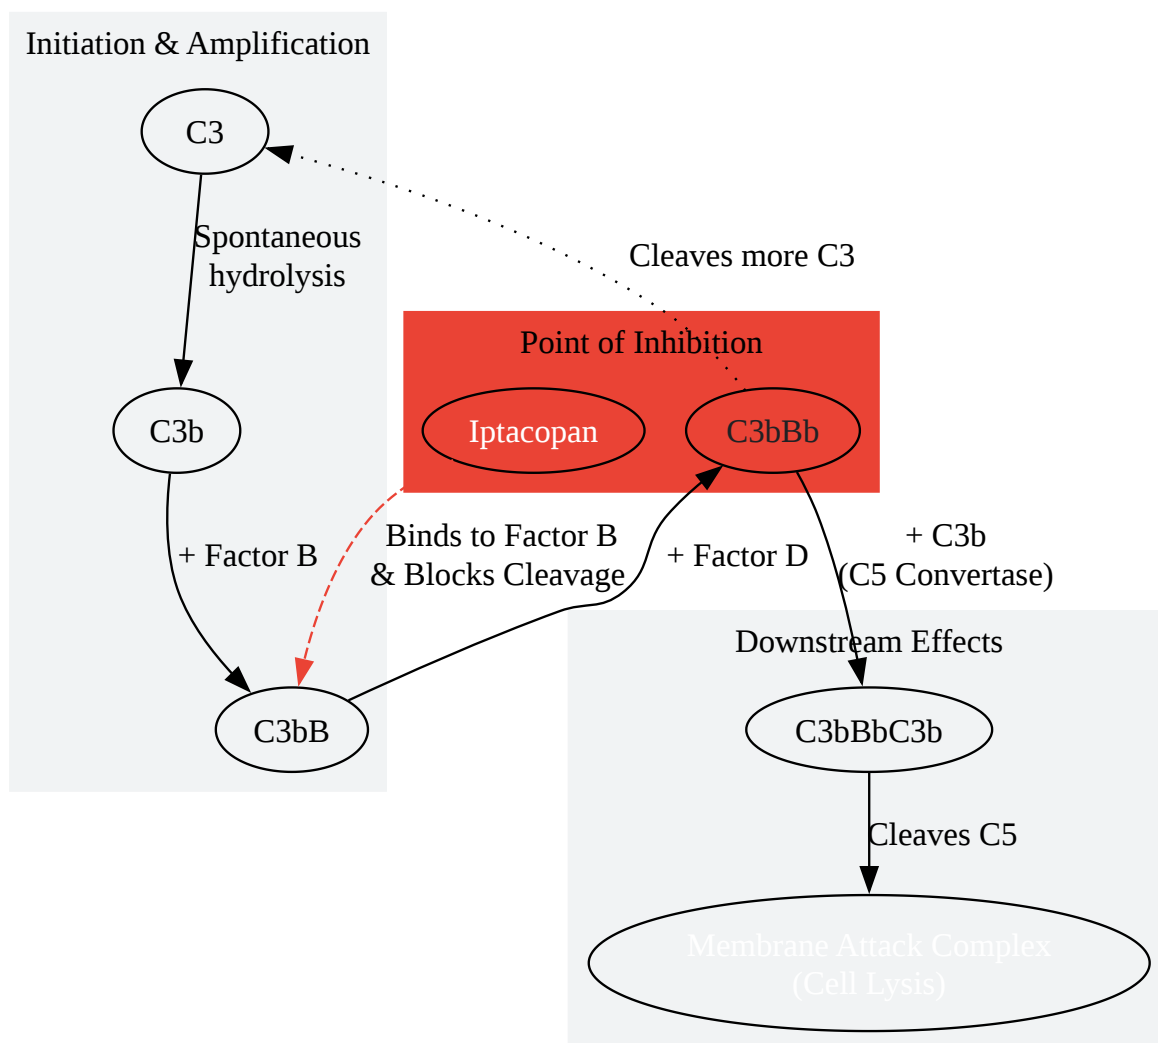 Initiation & Amplification
C3
Spontaneous
hydrolysis
Cleaves more C3
Point of Inhibition
C3b
Iptacopan
C3bBb
+ Factor B
Binds to Factor B
& Blocks Cleavage
+ Factor D
+ C3b
(C5 Convertase)
Downstream Effects
C3bB
C3bBbC3b
Cleaves C5
Membrane Attack Complex
(Cell Lysis)